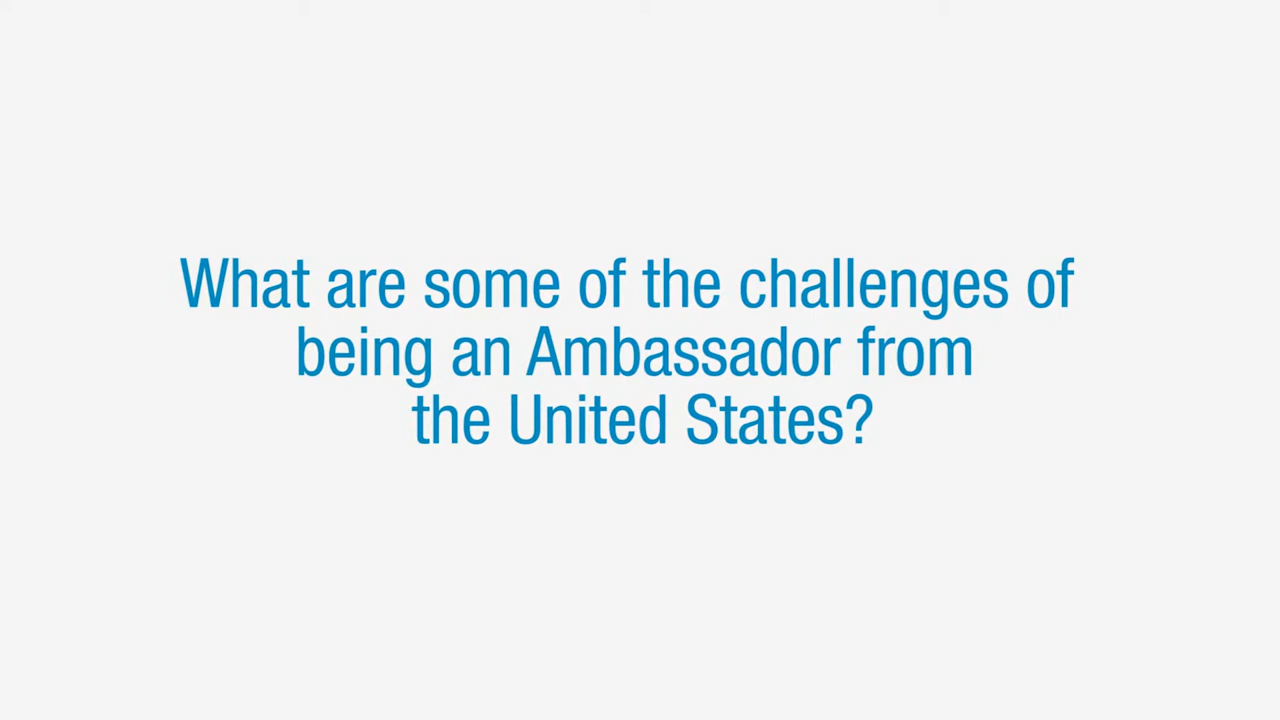 What are some of the challenges of
being an Ambassador from
the United States?